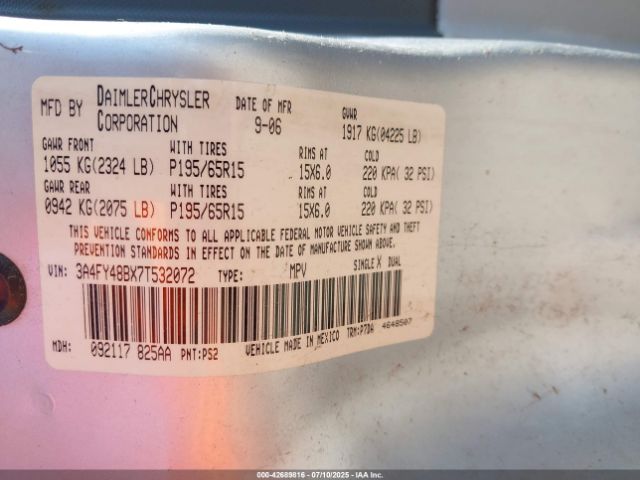 MFD BY DAIMLERCHRYSLER CORPORATION
DATE OF MFR 9-06
GVWR 1917 KG(04225 LB)
GAWR FRONT WITH TIRES RIMS AT COLD
1055 KG(2324 LB) P195/65R15 15X6.0 220 KPA( 32 PSI)
GAWR REAR WITH TIRES RIMS AT COLD
0942 KG(2075 LB) P195/65R15 15X6.0 220 KPA( 32 PSI)
THIS VEHICLE CONFORMS TO ALL APPLICABLE FEDERAL MOTOR VEHICLE SAFETY AND THEFT
PREVENTION STANDARDS IN EFFECT ON THE DATE OF MANUFACTURE SHOWN ABOVE.
VIN: 3A4FY48BX7T532072 TYPE: MPV SINGLE X DUAL
MDH: 092117 825AA PNT:PS2 VEHICLE MADE IN MEXICO TRM:P7DA 4648507
000-42689816 - 07/10/2025 - IAA Inc.